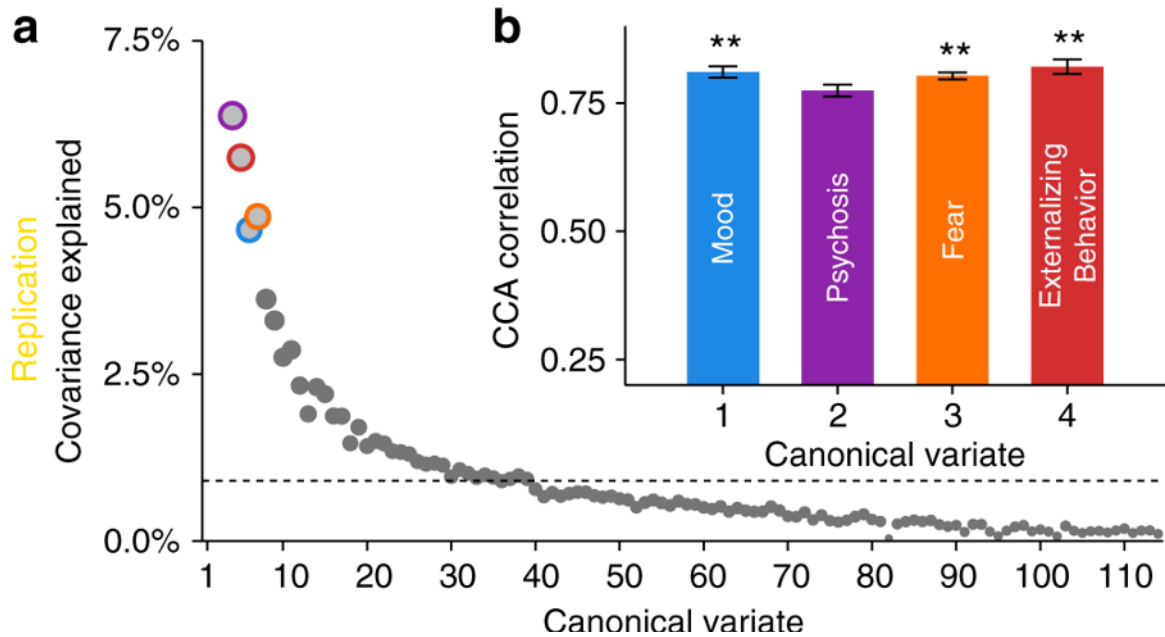 a
Replication
Covariance explained
7.5%
5.0%
2.5%
0.0%
1 10 20 30 40 50 60 70 80 90 100 110
Canonical variate
b
CCA correlation
0.75
0.50
0.25
** ** **
Mood
Psychosis
Fear
Externalizing
Behavior
1 2 3 4
Canonical variate